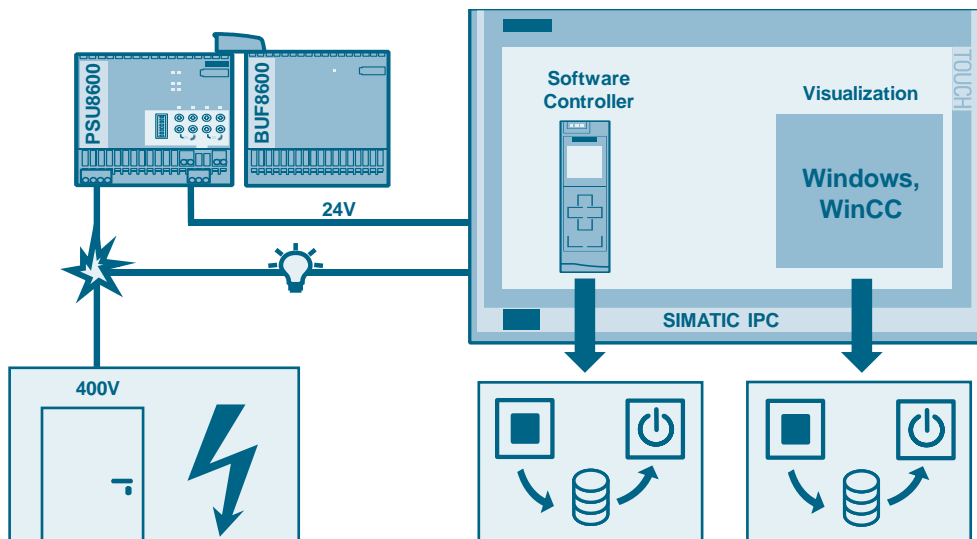 PSU8600
BUF8600
24V
400V
Software
Controller
Visualization
Windows,
WinCC
TOUCH
SIMATIC IPC